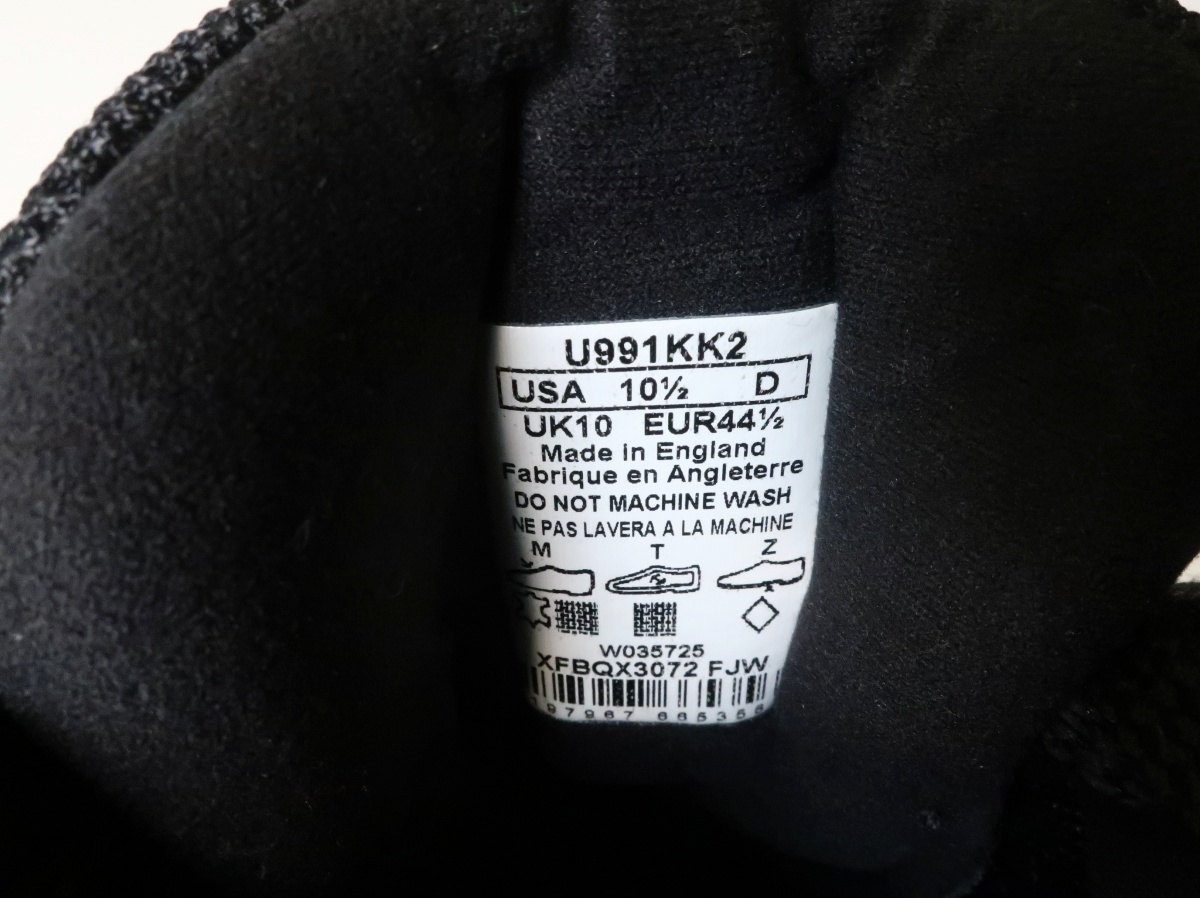 U991KK2
USA 10½ D
UK10 EUR44½
Made in England
Fabrique en Angleterre
DO NOT MACHINE WASH
NE PAS LAVERA A LA MACHINE
M T Z
W035725
XFBQX3072 FJW